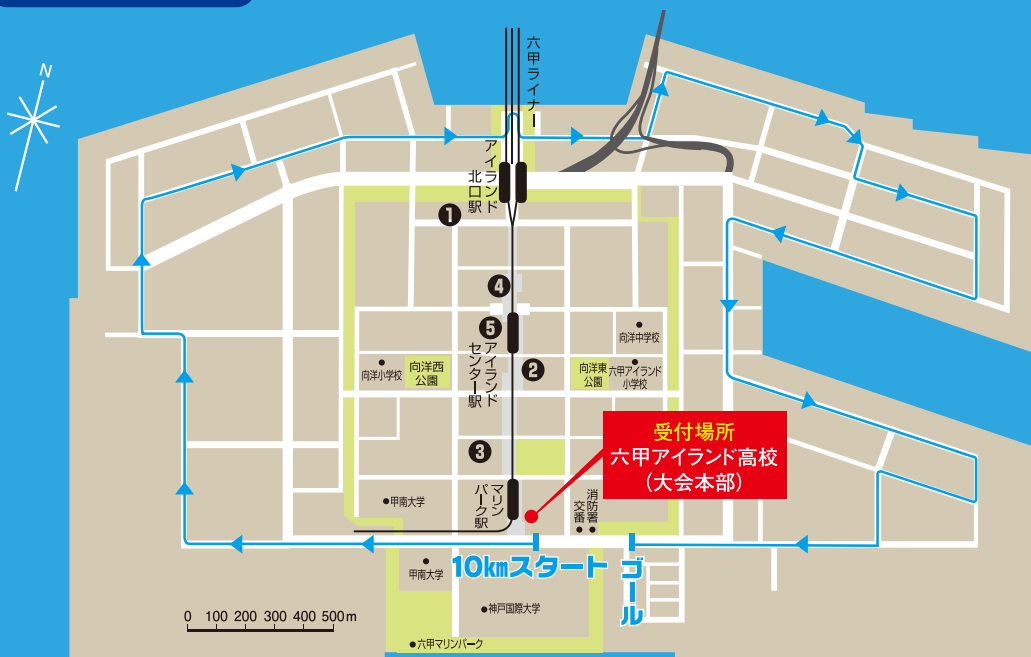 N
六甲ライナー
アイランド
北口駅
1
4
5
アイランド
センター駅
2
向洋中学校
向洋小学校
向洋西
公園
向洋東
公園
六甲アイランド
小学校
3
受付場所
六甲アイランド高校
(大会本部)
マリン
パーク駅
甲南大学
消防署
交番
10kmスタート
ゴール
甲南大学
神戸国際大学
六甲マリンパーク
0 100 200 300 400 500m